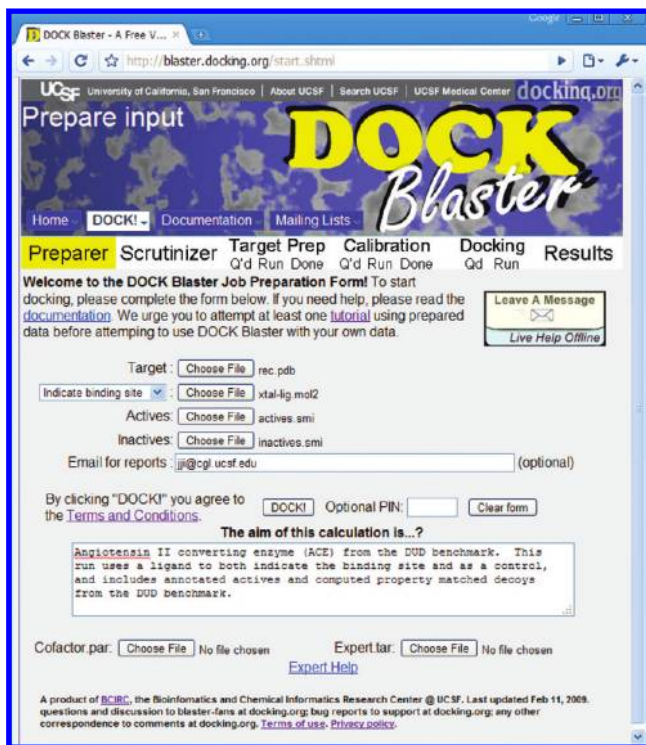 Google
DOCK Blaster - A Free V... ×
http://blaster.docking.org/start.shtml
UCSF University of California, San Francisco | About UCSF | Search UCSF | UCSF Medical Center docking.org
Prepare input
DOCK
Blaster
Home DOCK! Documentation Mailing Lists
Preparer Scrutinizer Target Prep Calibration Docking Results
Q'd Run Done Q'd Run Done Qd Run
Welcome to the DOCK Blaster Job Preparation Form! To start
docking, please complete the form below. If you need help, please read the
documentation. We urge you to attempt at least one tutorial using prepared
data before attemping to use DOCK Blaster with your own data.
Leave A Message
Live Help Offline
Target : Choose File rec.pdb
Indicate binding site : Choose File xtal-lig.mol2
Actives: Choose File actives.smi
Inactives: Choose File inactives.smi
Email for reports : jji@cgl.ucsf.edu (optional)
By clicking "DOCK!" you agree to
the Terms and Conditions.
DOCK! Optional PIN: Clear form
The aim of this calculation is...?
Angiotensin II converting enzyme (ACE) from the DUD benchmark. This
run uses a ligand to both indicate the binding site and as a control,
and includes annotated actives and computed property matched decoys
from the DUD benchmark.
Cofactor.par: Choose File No file chosen Expert.tar: Choose File No file chosen
Expert Help
A product of BCIRC, the Bioinfomatics and Chemical Informatics Research Center @ UCSF. Last updated Feb 11, 2009.
questions and discussion to blaster-fans at docking.org; bug reports to support at docking.org; any other
correspondence to comments at docking.org. Terms of use. Privacy policy.